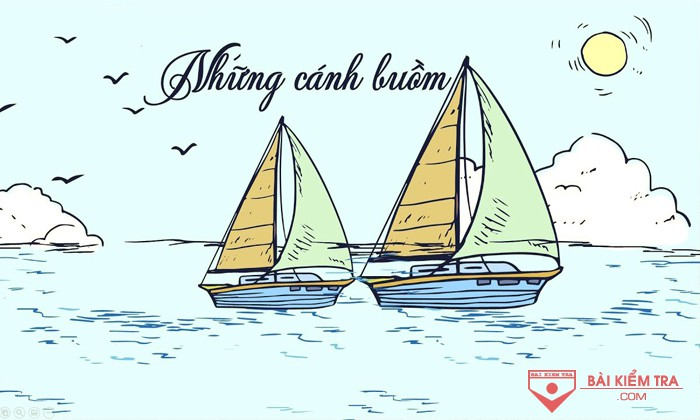 Những cánh buồm
BÀI KIỂM TRA
BÀI KIỂM TRA
.COM